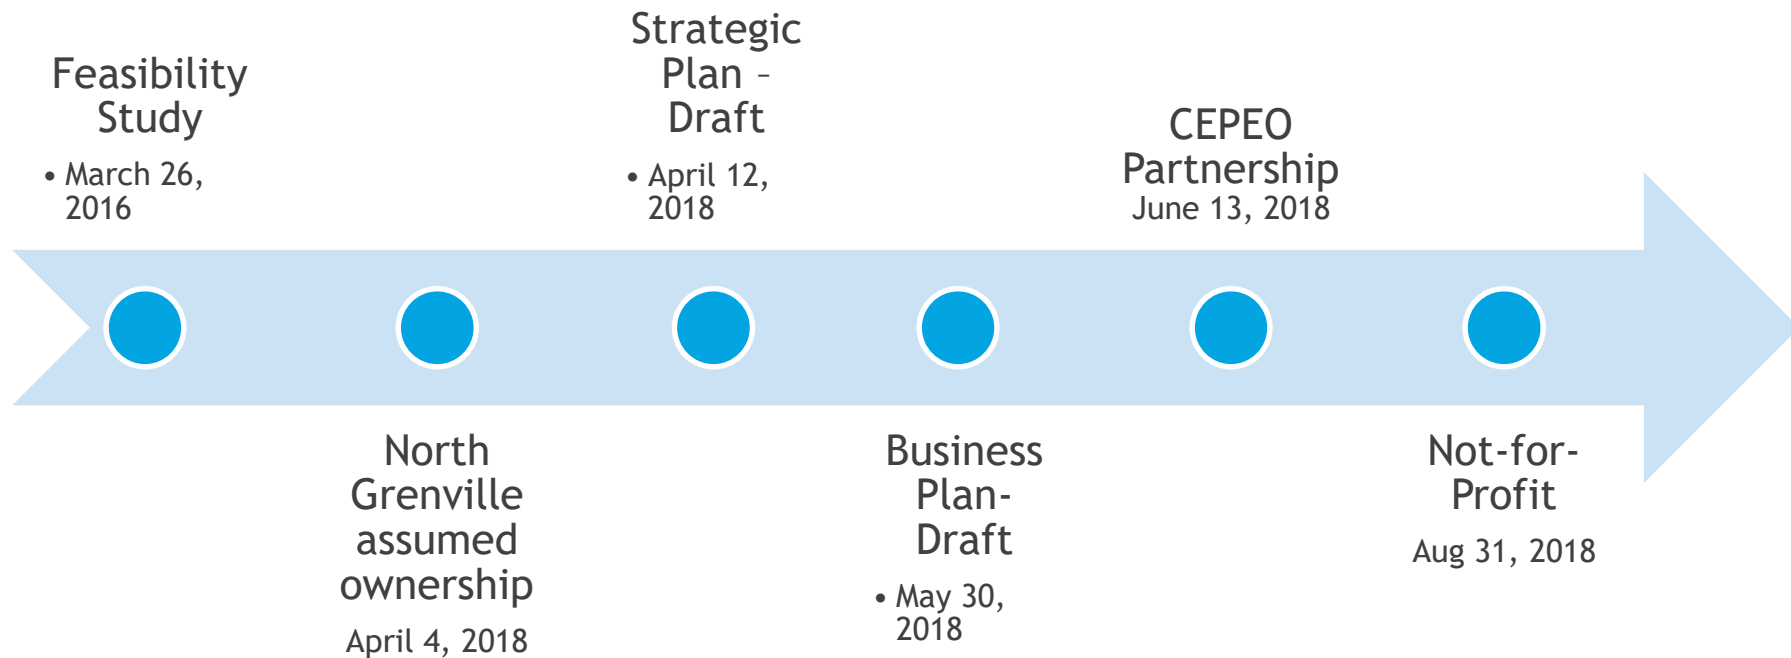 Feasibility
Study
• March 26,
2016
North
Grenville
assumed
ownership
April 4, 2018
Strategic
Plan –
Draft
• April 12,
2018
Business
Plan-
Draft
• May 30,
2018
CEPEO
Partnership
June 13, 2018
Not-for-
Profit
Aug 31, 2018